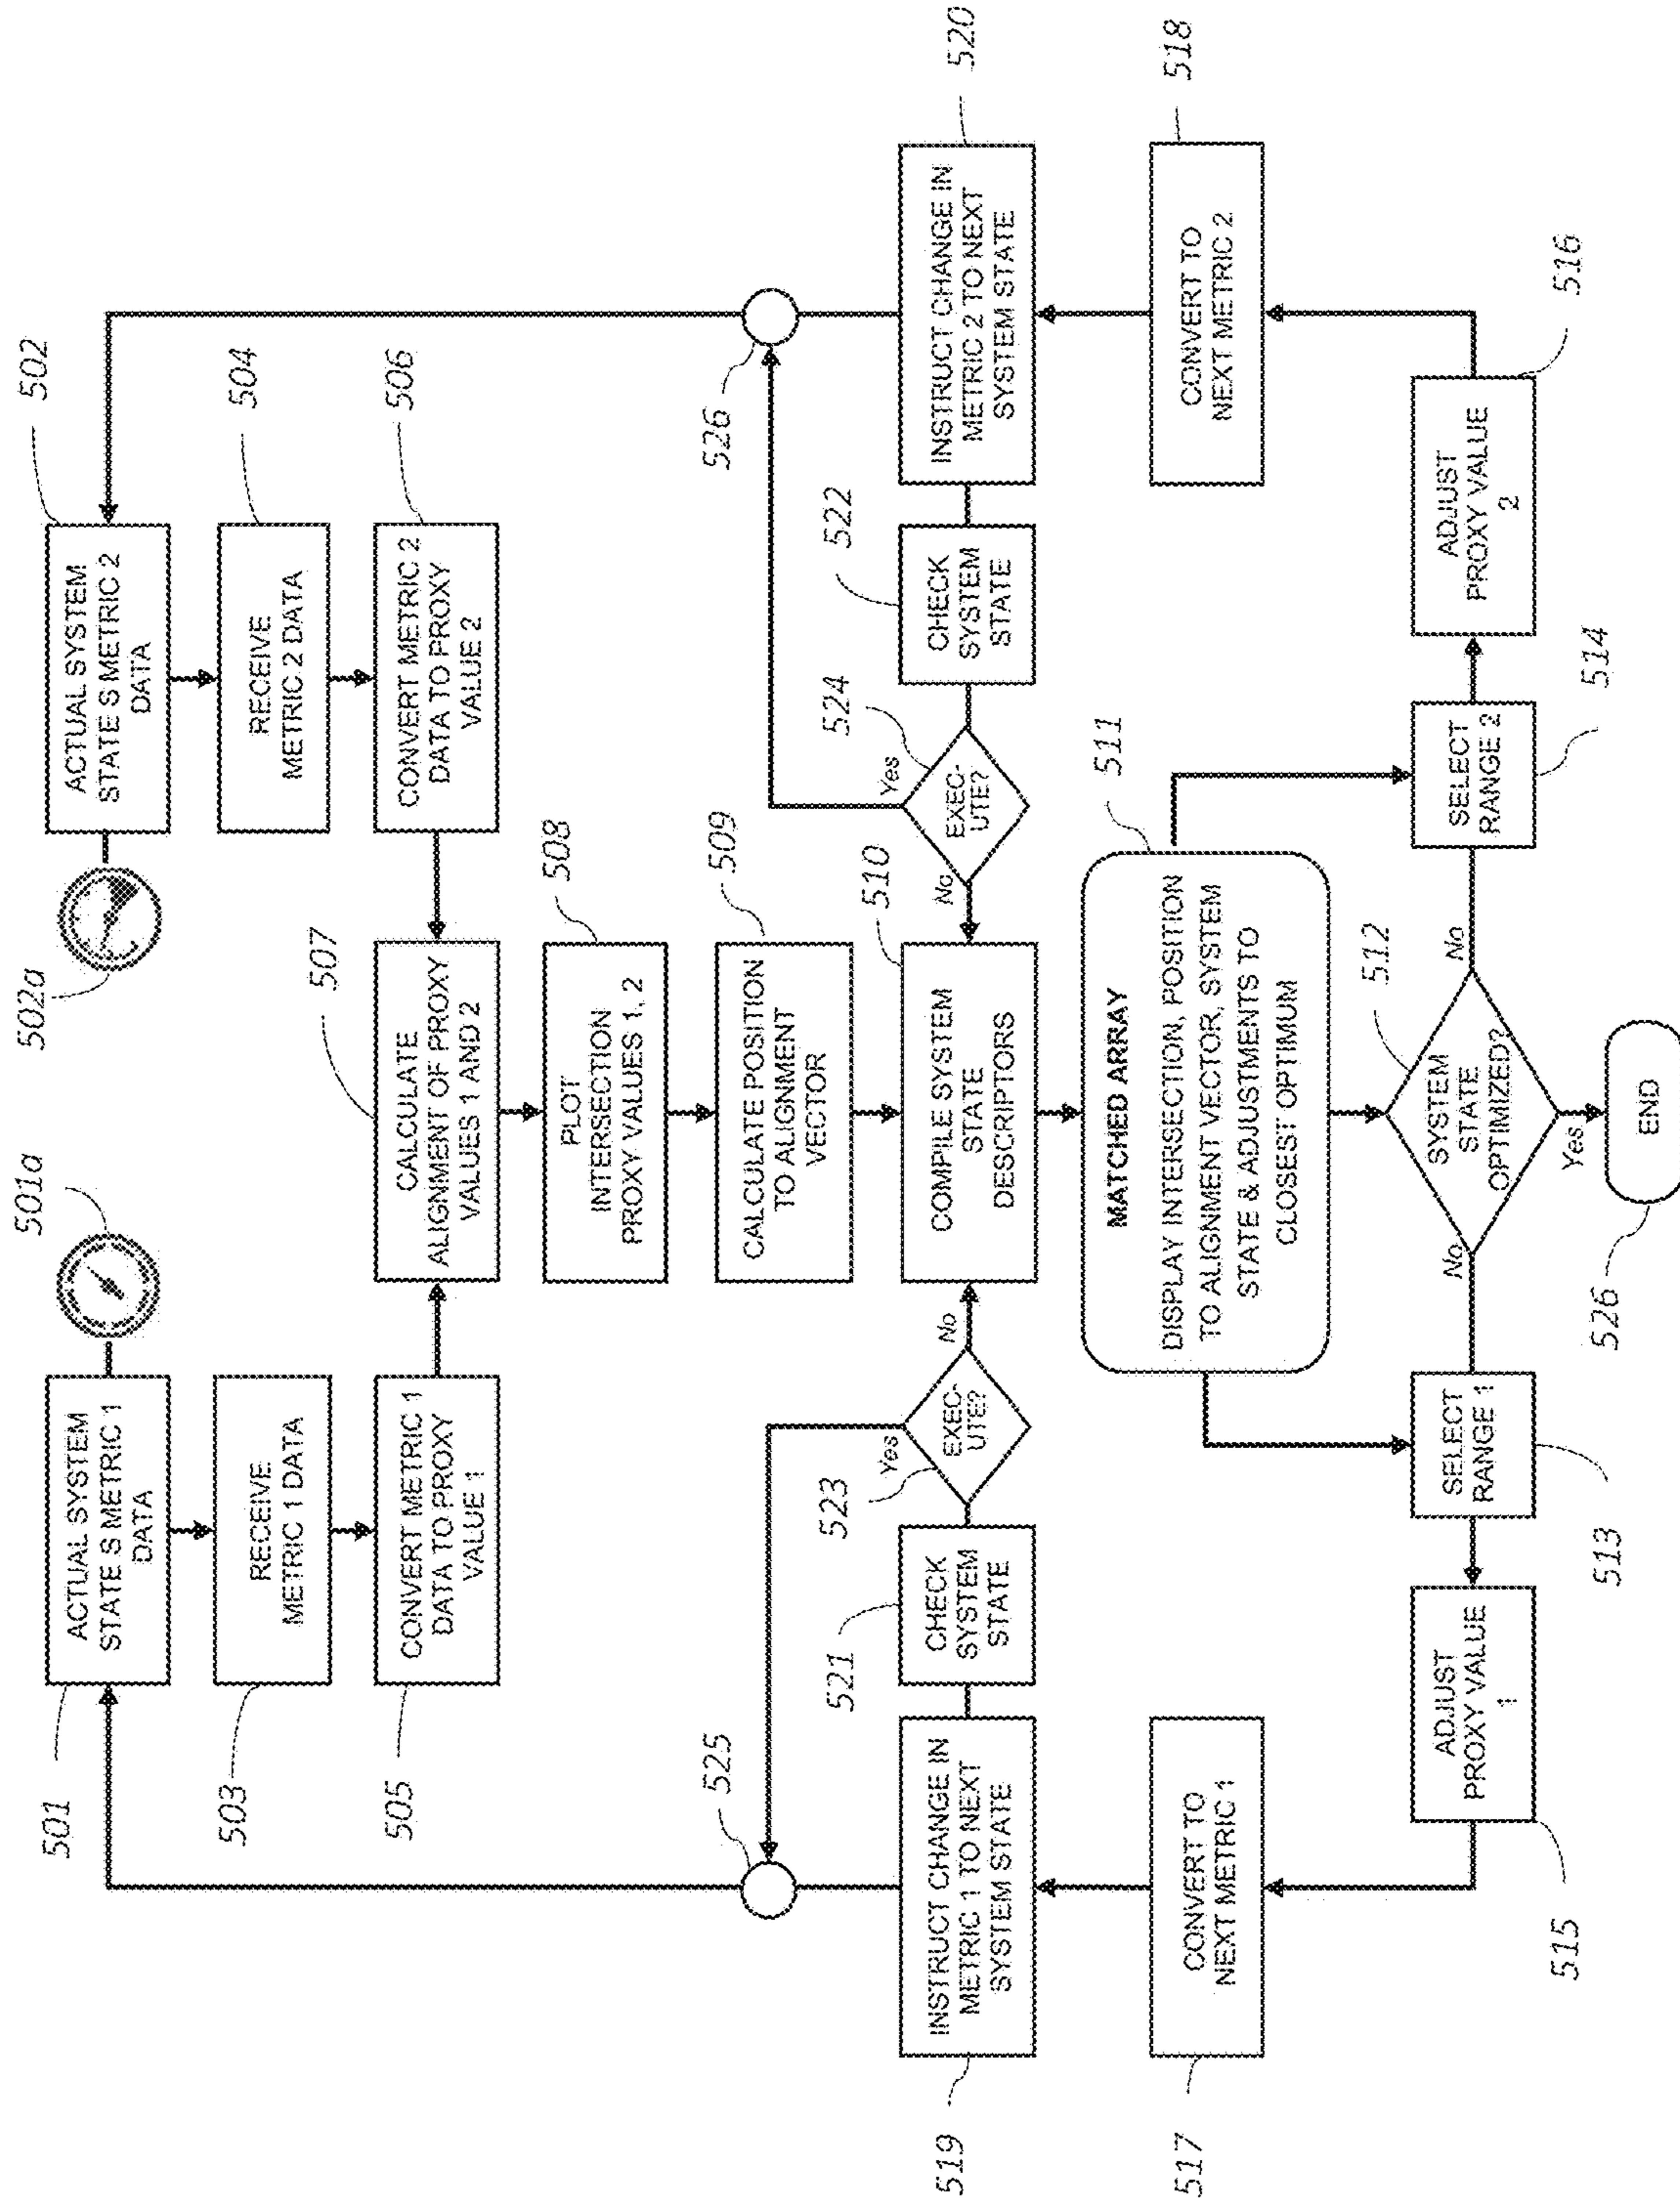 501a
502a
501
ACTUAL SYSTEM
STATE S METRIC 1
DATA
ACTUAL SYSTEM
STATE S METRIC 2
DATA
502
503
RECEIVE
METRIC 1 DATA
RECEIVE
METRIC 2 DATA
504
505
CONVERT METRIC 1
DATA TO PROXY
VALUE 1
507
CALCULATE
ALIGNMENT OF PROXY
VALUES 1 AND 2
CONVERT METRIC 2
DATA TO PROXY
VALUE 2
506
PLOT
INTERSECTION
PROXY VALUES 1, 2
508
525
CALCULATE POSITION
TO ALIGNMENT
VECTOR
509
526
519
INSTRUCT CHANGE IN
METRIC 1 TO NEXT
SYSTEM STATE
521
CHECK
SYSTEM
STATE
523
Yes
EXEC-
UTE?
No
COMPILE SYSTEM
STATE
DESCRIPTORS
510
No
EXEC-
UTE?
Yes
524
CHECK
SYSTEM
STATE
522
INSTRUCT CHANGE IN
METRIC 2 TO NEXT
SYSTEM STATE
520
517
CONVERT TO
NEXT METRIC 1
MATCHED ARRAY
DISPLAY INTERSECTION, POSITION
TO ALIGNMENT VECTOR, SYSTEM
STATE & ADJUSTMENTS TO
CLOSEST OPTIMUM
511
CONVERT TO
NEXT METRIC 2
518
515
ADJUST
PROXY VALUE
1
SELECT
RANGE 1
513
No
SYSTEM
STATE
OPTIMIZED?
512
No
SELECT
RANGE 2
514
ADJUST
PROXY VALUE
2
516
Yes
526
END